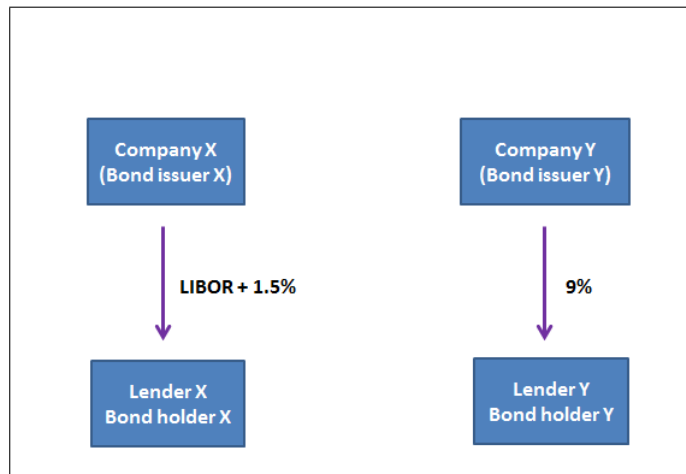 Company X
(Bond issuer X)
Company Y
(Bond issuer Y)
LIBOR + 1.5%
9%
Lender X
Bond holder X
Lender Y
Bond holder Y